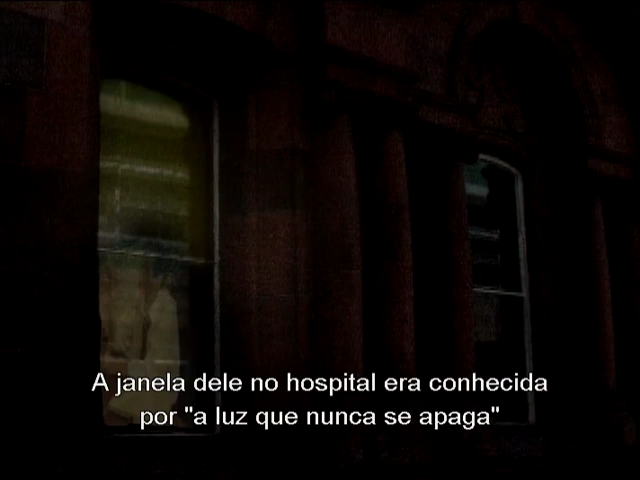 A janela dele no hospital era conhecida
por "a luz que nunca se apaga"